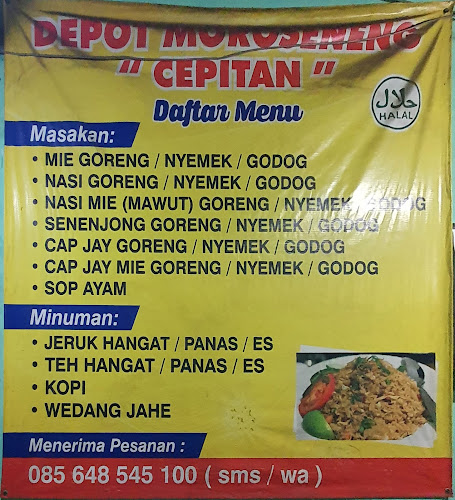 DEPOT MOROSENENG
" CEPITAN "
Daftar Menu
حلال
HALAL
Masakan:
• MIE GORENG / NYEMEK / GODOG
• NASI GORENG / NYEMEK / GODOG
• NASI MIE (MAWUT) GORENG / NYEMEK / GODOG
• SENENJONG GORENG / NYEMEK / GODOG
• CAP JAY GORENG / NYEMEK / GODOG
• CAP JAY MIE GORENG / NYEMEK / GODOG
• SOP AYAM
Minuman:
• JERUK HANGAT / PANAS / ES
• TEH HANGAT / PANAS / ES
• KOPI
• WEDANG JAHE
Menerima Pesanan :
085 648 545 100 ( sms / wa )